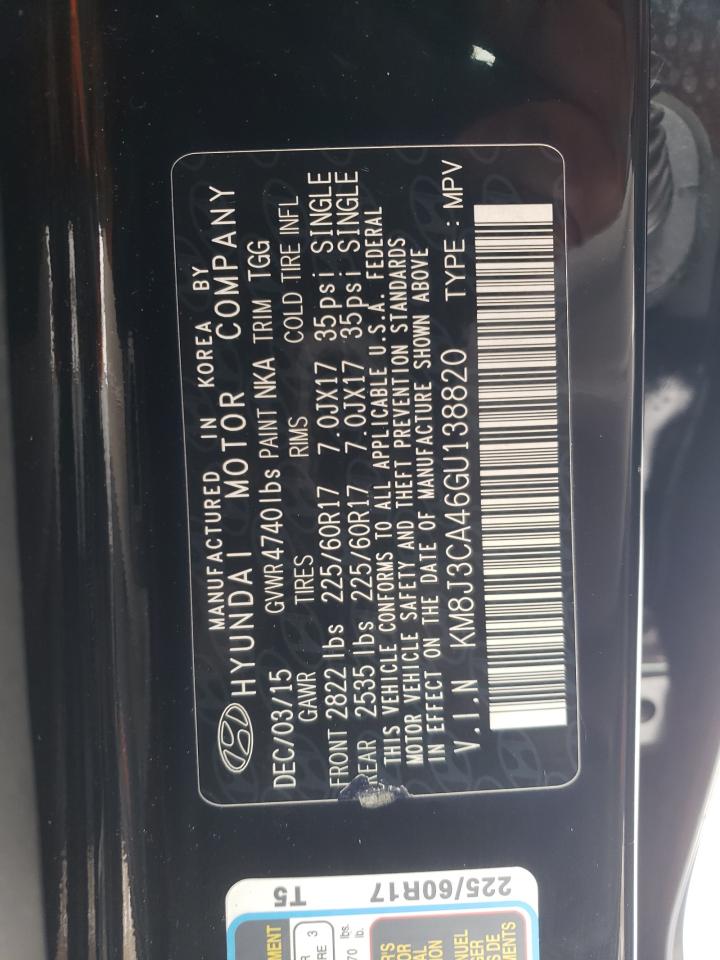 MANUFACTURED IN KOREA BY
HYUNDAI MOTOR COMPANY
DEC/03/15 GVWR4740lbs PAINT NKA TRIM TGG
GAWR TIRES RIMS COLD TIRE INFL
FRONT 2822 lbs 225/60R17 7.0JX17 35psi SINGLE
REAR 2535 lbs 225/60R17 7.0JX17 35psi SINGLE
THIS VEHICLE CONFORMS TO ALL APPLICABLE U.S.A. FEDERAL
MOTOR VEHICLE SAFETY AND THEFT PREVENTION STANDARDS
IN EFFECT ON THE DATE OF MANUFACTURE SHOWN ABOVE
V.I.N KM8J3CA46GU138820 TYPE : MPV
225/60R17 T5